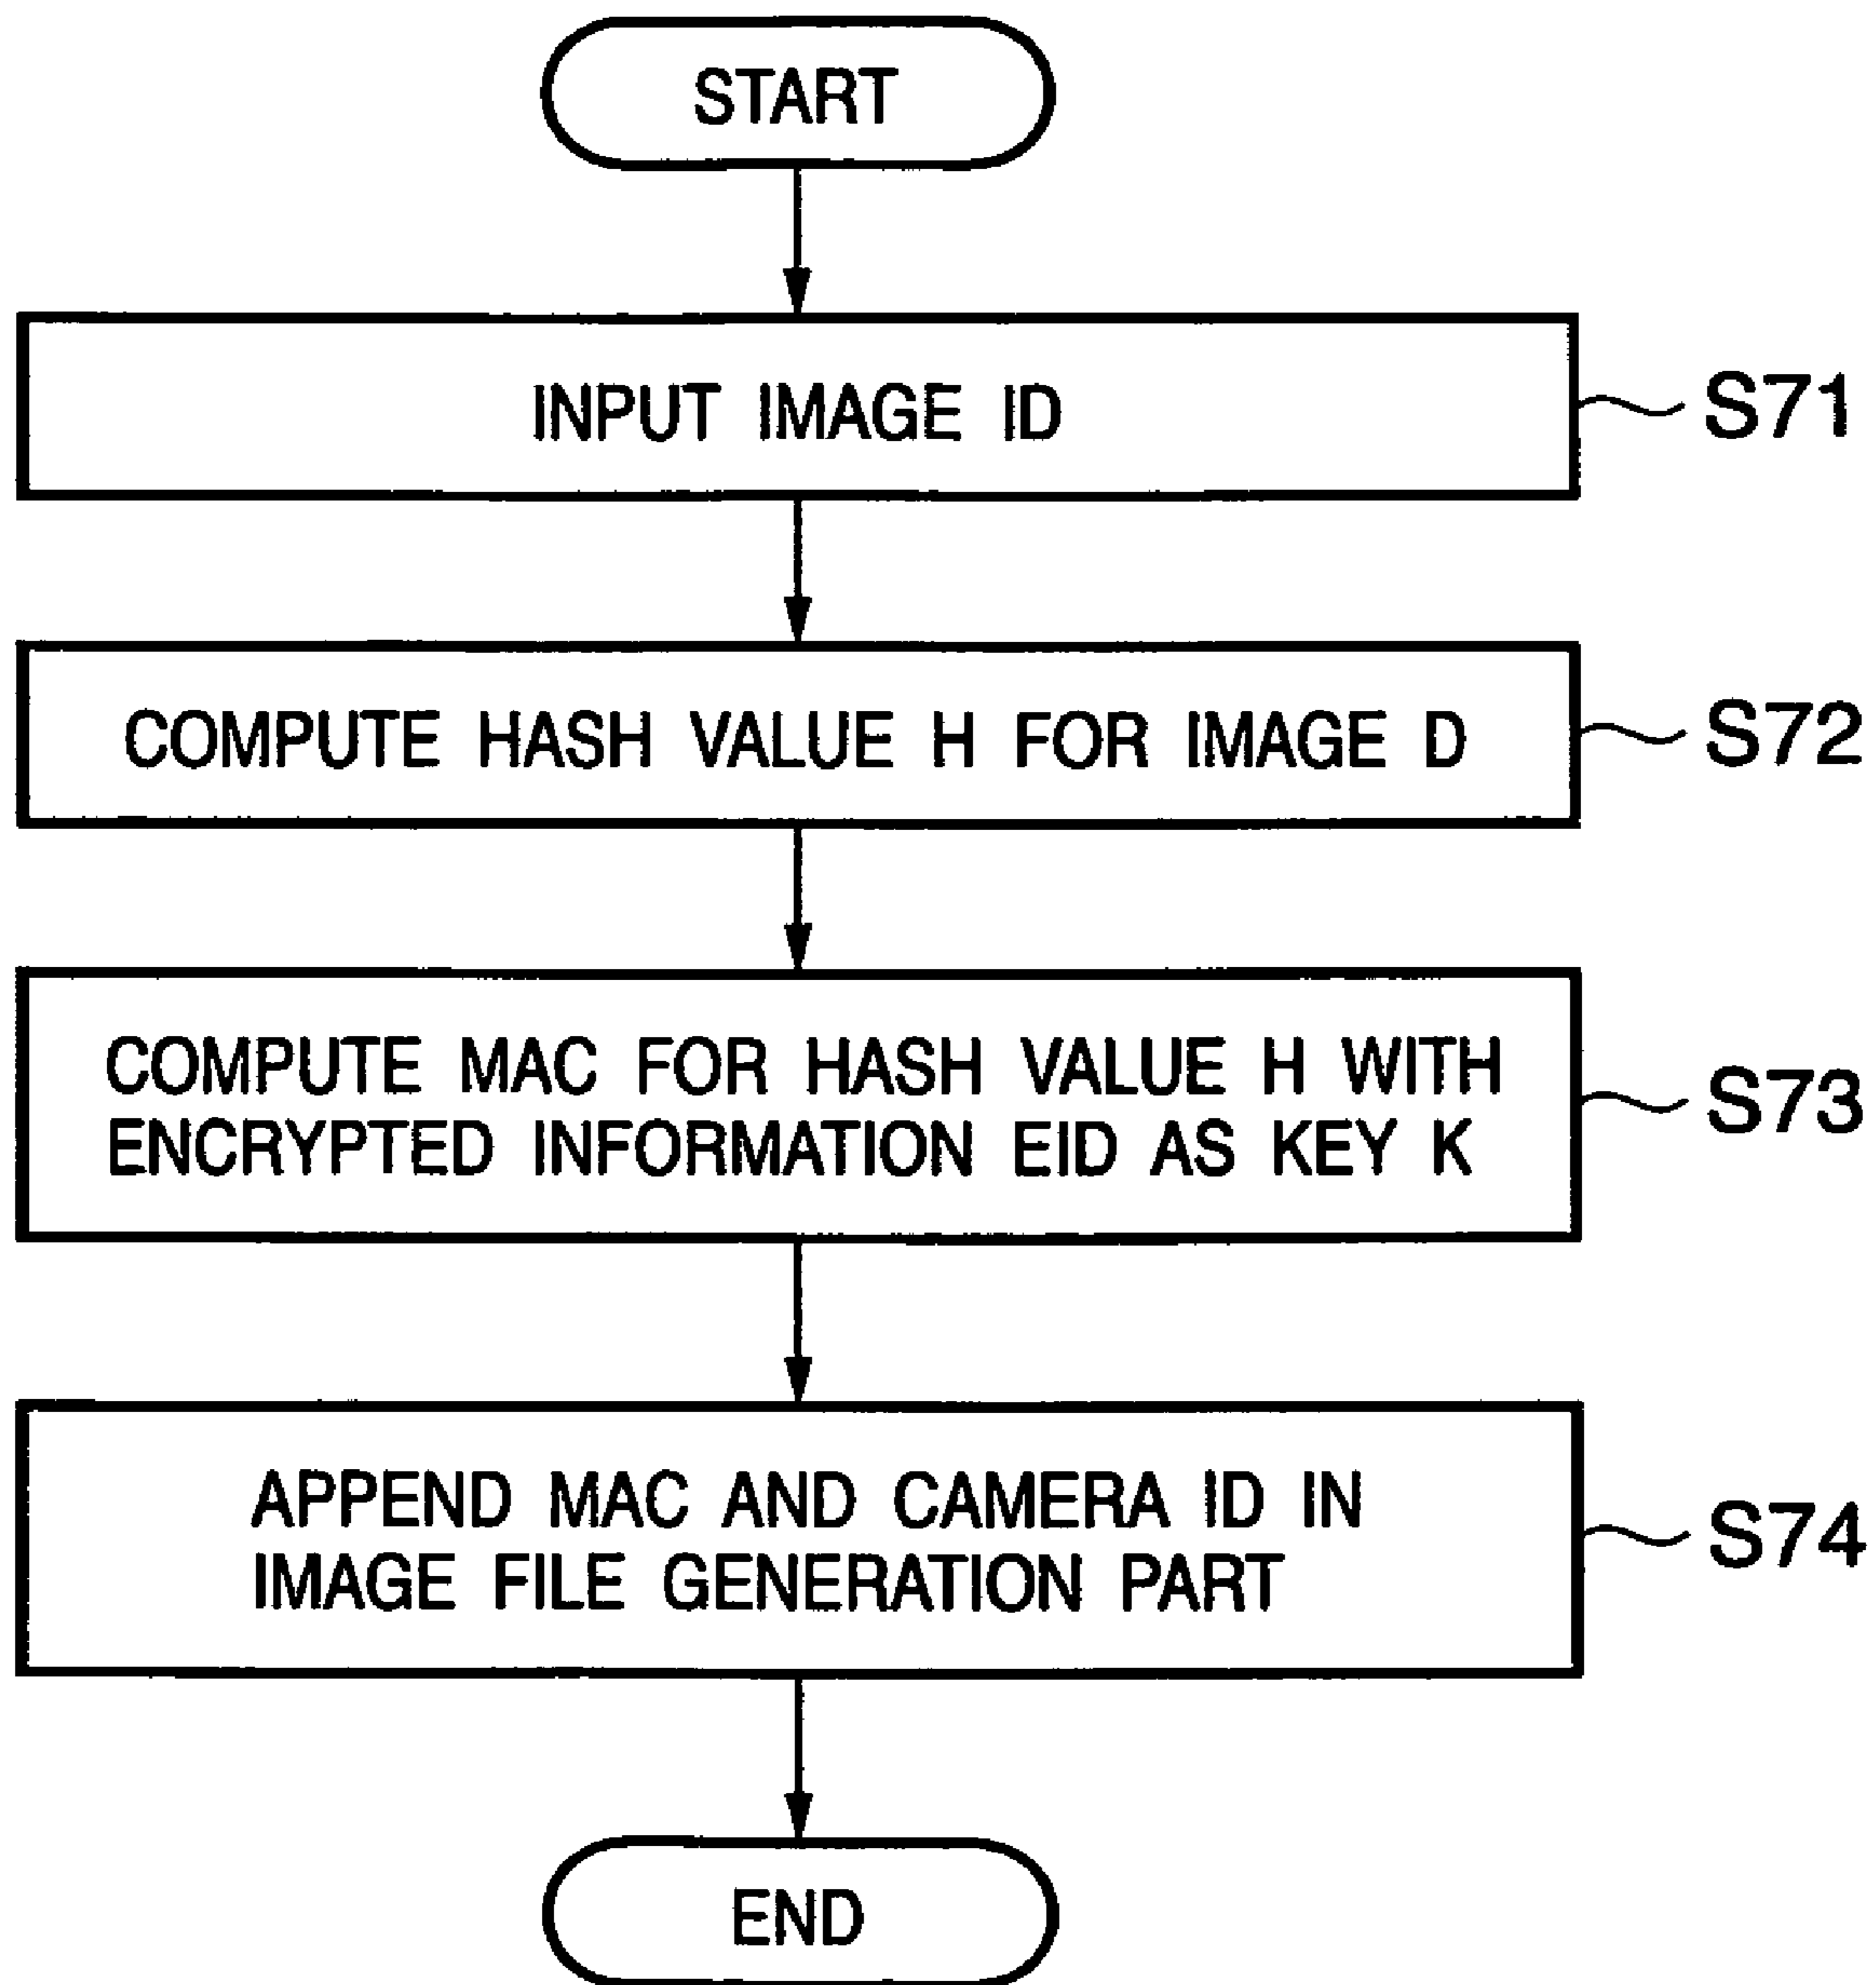 START
INPUT IMAGE ID
S71
COMPUTE HASH VALUE H FOR IMAGE D
S72
COMPUTE MAC FOR HASH VALUE H WITH
ENCRYPTED INFORMATION EID AS KEY K
S73
APPEND MAC AND CAMERA ID IN
IMAGE FILE GENERATION PART
S74
END